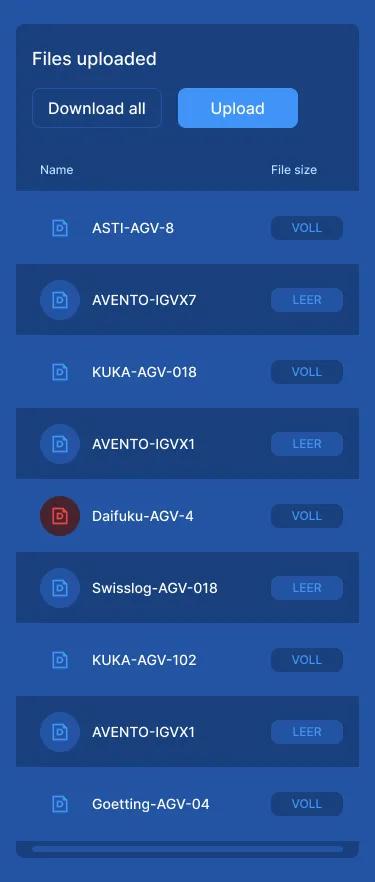 Files uploaded
Download all Upload
Name File size
D ASTI-AGV-8 VOLL
D AVENTO-IGVX7 LEER
D KUKA-AGV-018 VOLL
D AVENTO-IGVX1 LEER
D Daifuku-AGV-4 VOLL
D Swisslog-AGV-018 LEER
D KUKA-AGV-102 VOLL
D AVENTO-IGVX1 LEER
D Goetting-AGV-04 VOLL